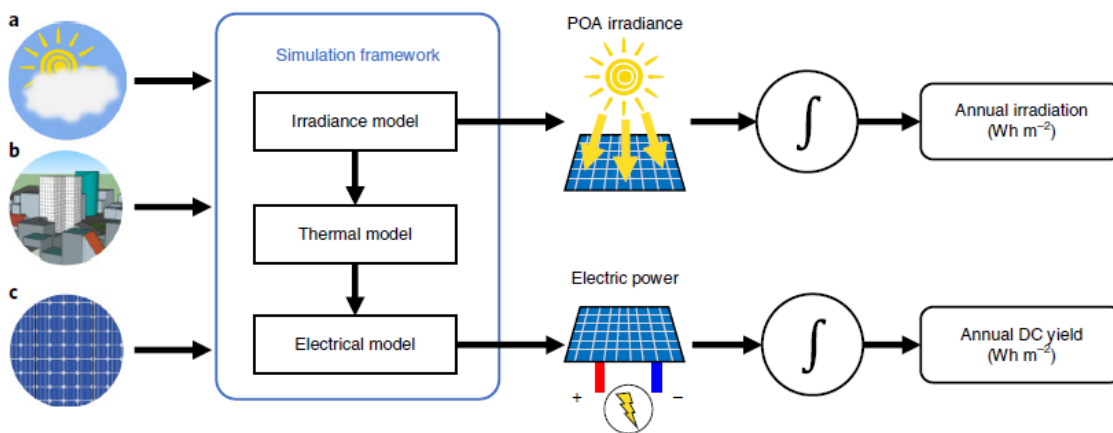 a
Simulation framework
POA irradiance
Irradiance model
∫
Annual irradiation
(Wh m⁻²)
b
Thermal model
c
Electric power
Electrical model
+
−
∫
Annual DC yield
(Wh m⁻²)